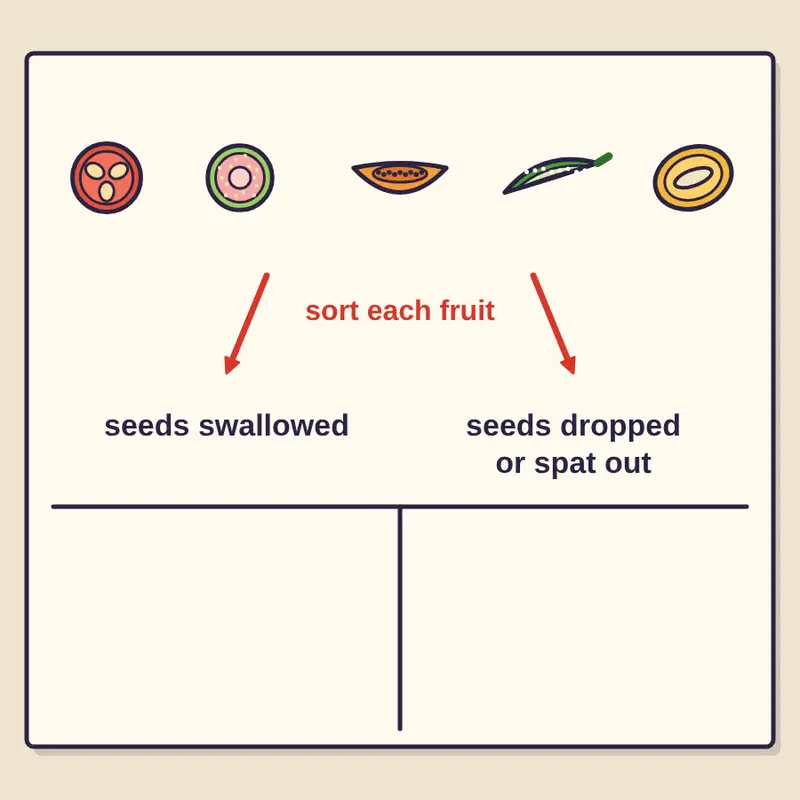 sort each fruit
seeds swallowed
seeds dropped
or spat out